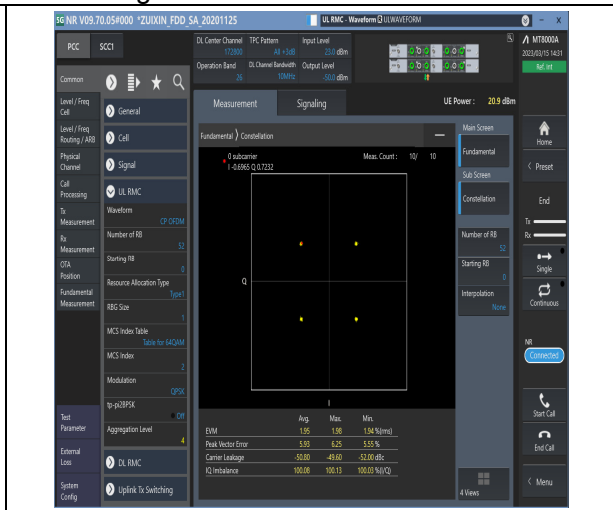 5G NR V09.70.05#000 *ZUIXIN_FDD_SA_20201125
UL RMC - Waveform ULWAVEFORM
PCC SCC1
DL Center Channel TPC Pattern Input Level
172800 All +3dB 23.0 dBm
Operation Band DL Channel Bandwidth Output Level
26 10MHz -50.0 dBm
MT8000A
2023/03/15 14:31
Ref. Int
Common
Level / Freq
Cell
Level / Freq
Routing / ARB
Physical
Channel
Call
Processing
Tx
Measurement
Rx
Measurement
OTA
Position
Fundamental
Measurement
Test
Parameter
External
Loss
System
Config
General
Cell
Signal
UL RMC
Waveform
CP OFDM
Number of RB
52
Starting RB
0
Resource Allocation Type
Type1
RBG Size
1
MCS Index Table
Table for 64QAM
MCS Index
2
Modulation
QPSK
tp-pi2BPSK
Off
Aggregation Level
4
DL RMC
Uplink Tx Switching
Measurement Signaling
UE Power : 20.9 dBm
Fundamental Constellation
0 subcarrier Meas. Count : 10/ 10
I -0.6965 Q 0.7232
Q
I
Avg. Max. Min.
EVM 1.95 1.98 1.94 %(rms)
Peak Vector Error 5.93 6.25 5.55 %
Carrier Leakage -50.80 -49.60 -52.00 dBc
IQ Imbalance 100.08 100.13 100.03 %(I/Q)
Main Screen
Fundamental
Sub Screen
Constellation
Number of RB
52
Starting RB
0
Interpolation
None
4 Views
Home
Preset
End
Tx
Rx
Single
Continuous
NR
Connected
Start Call
End Call
Menu